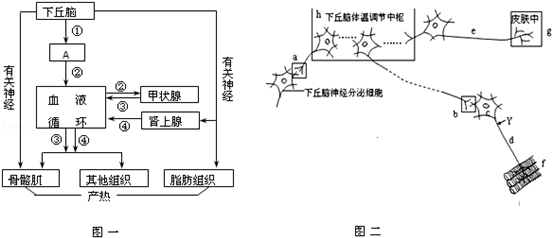 下丘脑
①
A
②
有关神经
有关神经
血液
循环
②
③
④
甲状腺
肾上腺
③ ④
骨骼肌
其他组织
脂肪组织
产热
图一
h 下丘脑体温调节中枢
皮肤中
e
g
a
下丘脑神经分泌细胞
b
c
Y
d
f
图二